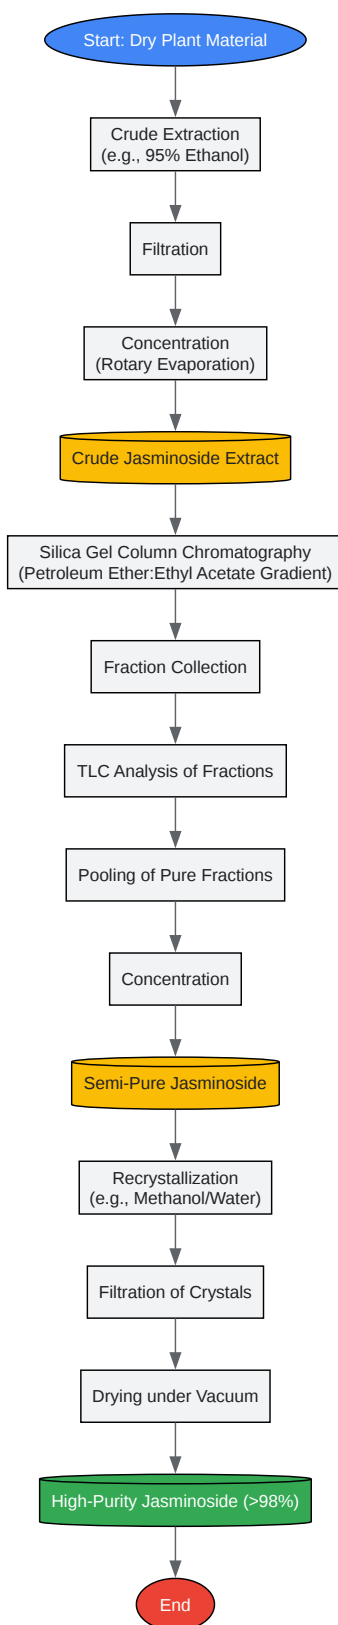 Start: Dry Plant Material
Crude Extraction
(e.g., 95% Ethanol)
Filtration
Concentration
(Rotary Evaporation)
Crude Jasminoside Extract
Silica Gel Column Chromatography
(Petroleum Ether:Ethyl Acetate Gradient)
Fraction Collection
TLC Analysis of Fractions
Pooling of Pure Fractions
Concentration
Semi-Pure Jasminoside
Recrystallization
(e.g., Methanol/Water)
Filtration of Crystals
Drying under Vacuum
High-Purity Jasminoside (>98%)
End